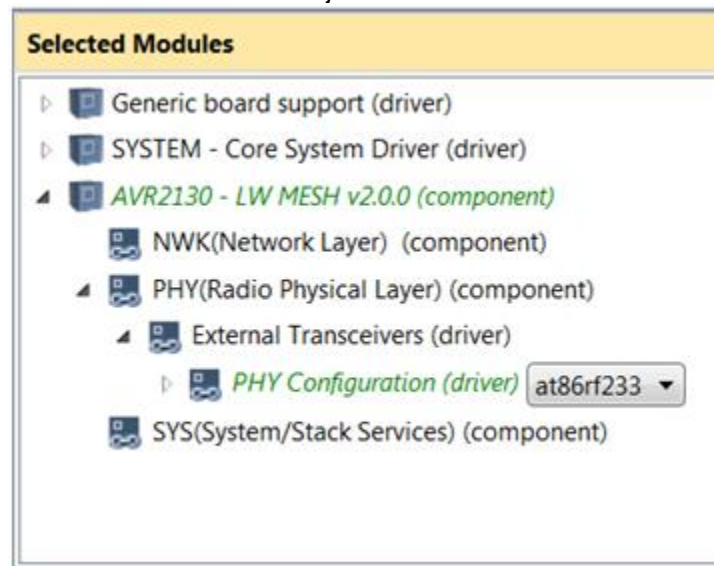 Selected Modules
Generic board support (driver)
SYSTEM - Core System Driver (driver)
AVR2130 - LW MESH v2.0.0 (component)
NWK(Network Layer) (component)
PHY(Radio Physical Layer) (component)
External Transceivers (driver)
PHY Configuration (driver) at86rf233
SYS(System/Stack Services) (component)